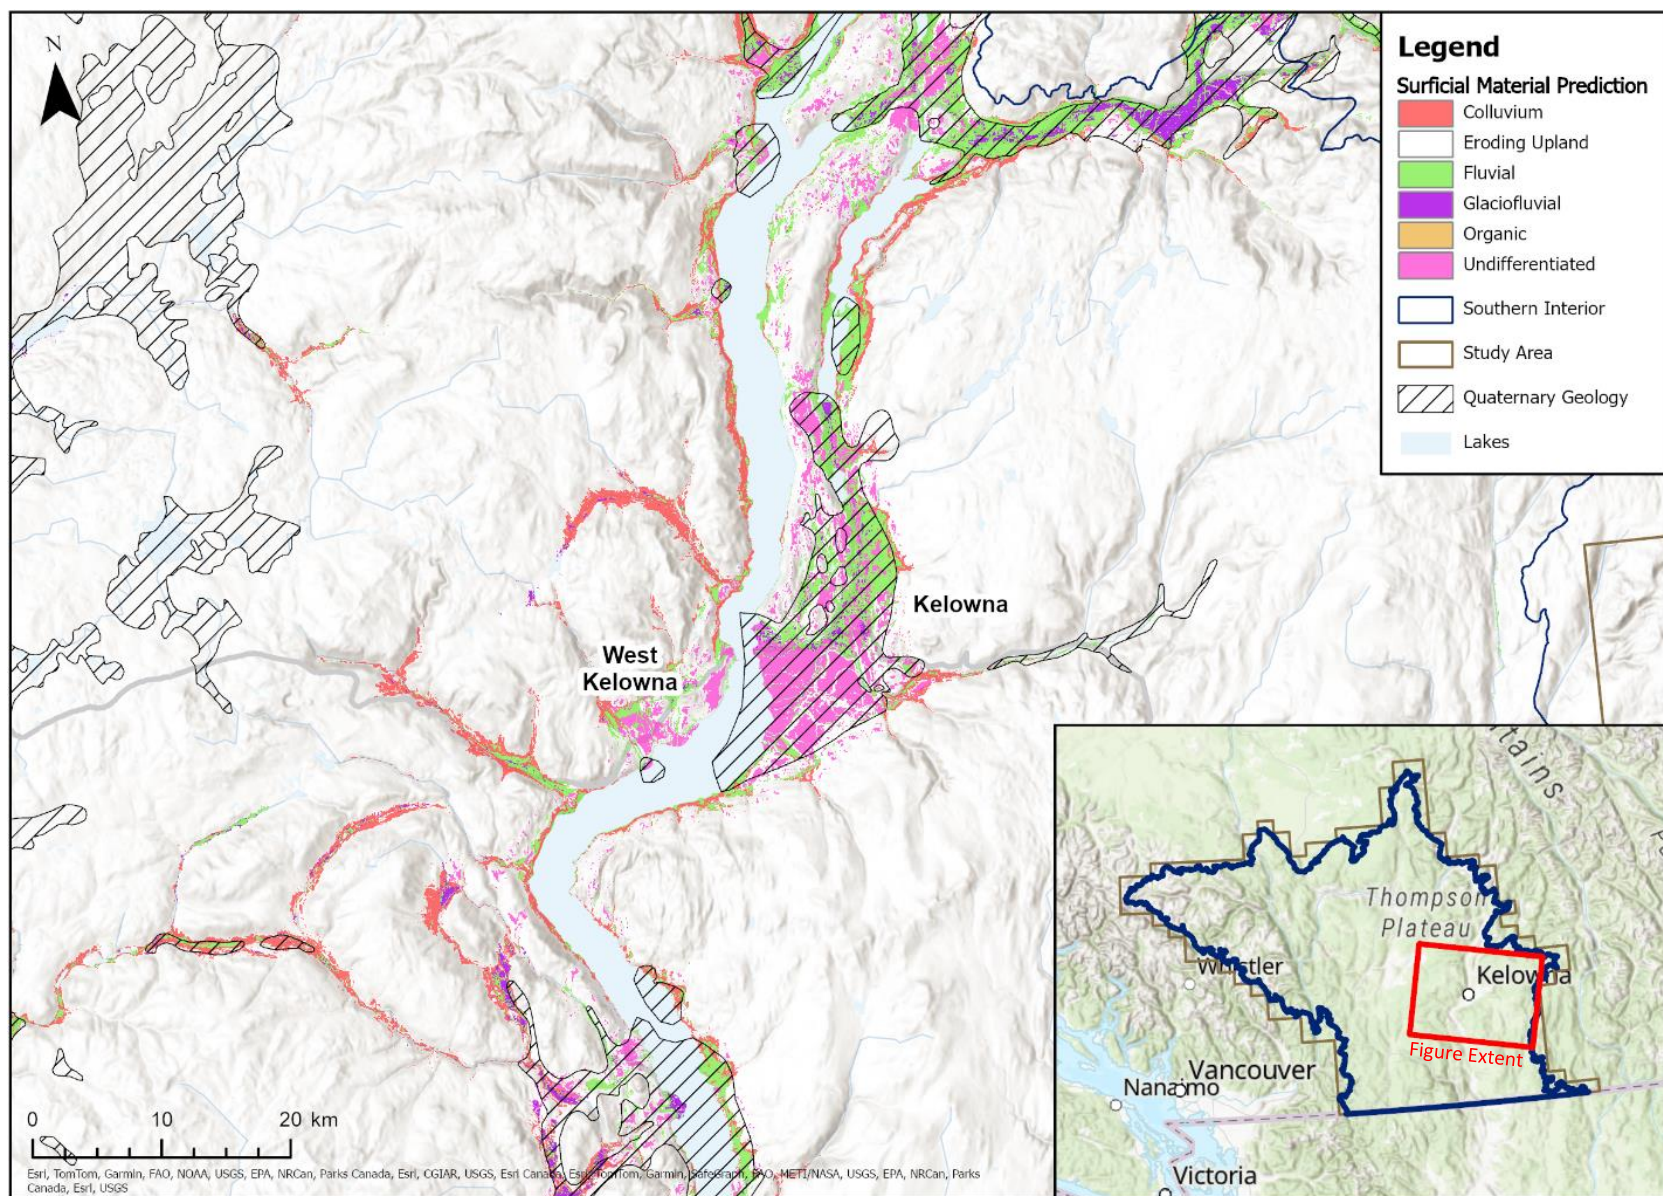 N
Legend
Surficial Material Prediction
Colluvium
Eroding Upland
Fluvial
Glaciofluvial
Organic
Undifferentiated
Southern Interior
Study Area
Quaternary Geology
Lakes
Kelowna
West
Kelowna
0 10 20 km
Esri, TomTom, Garmin, FAO, NOAA, USGS, EPA, NRCan, Parks Canada, Esri, CGIAR, USGS, Esri Canada, Esri, TomTom, Garmin, SafeGraph, FAO, METI/NASA, USGS, EPA, NRCan, Parks
Canada, Esri, USGS
ntains
Thompson
Plateau
Whistler
Kelowna
Figure Extent
Vancouver
Nanaimo
Victoria